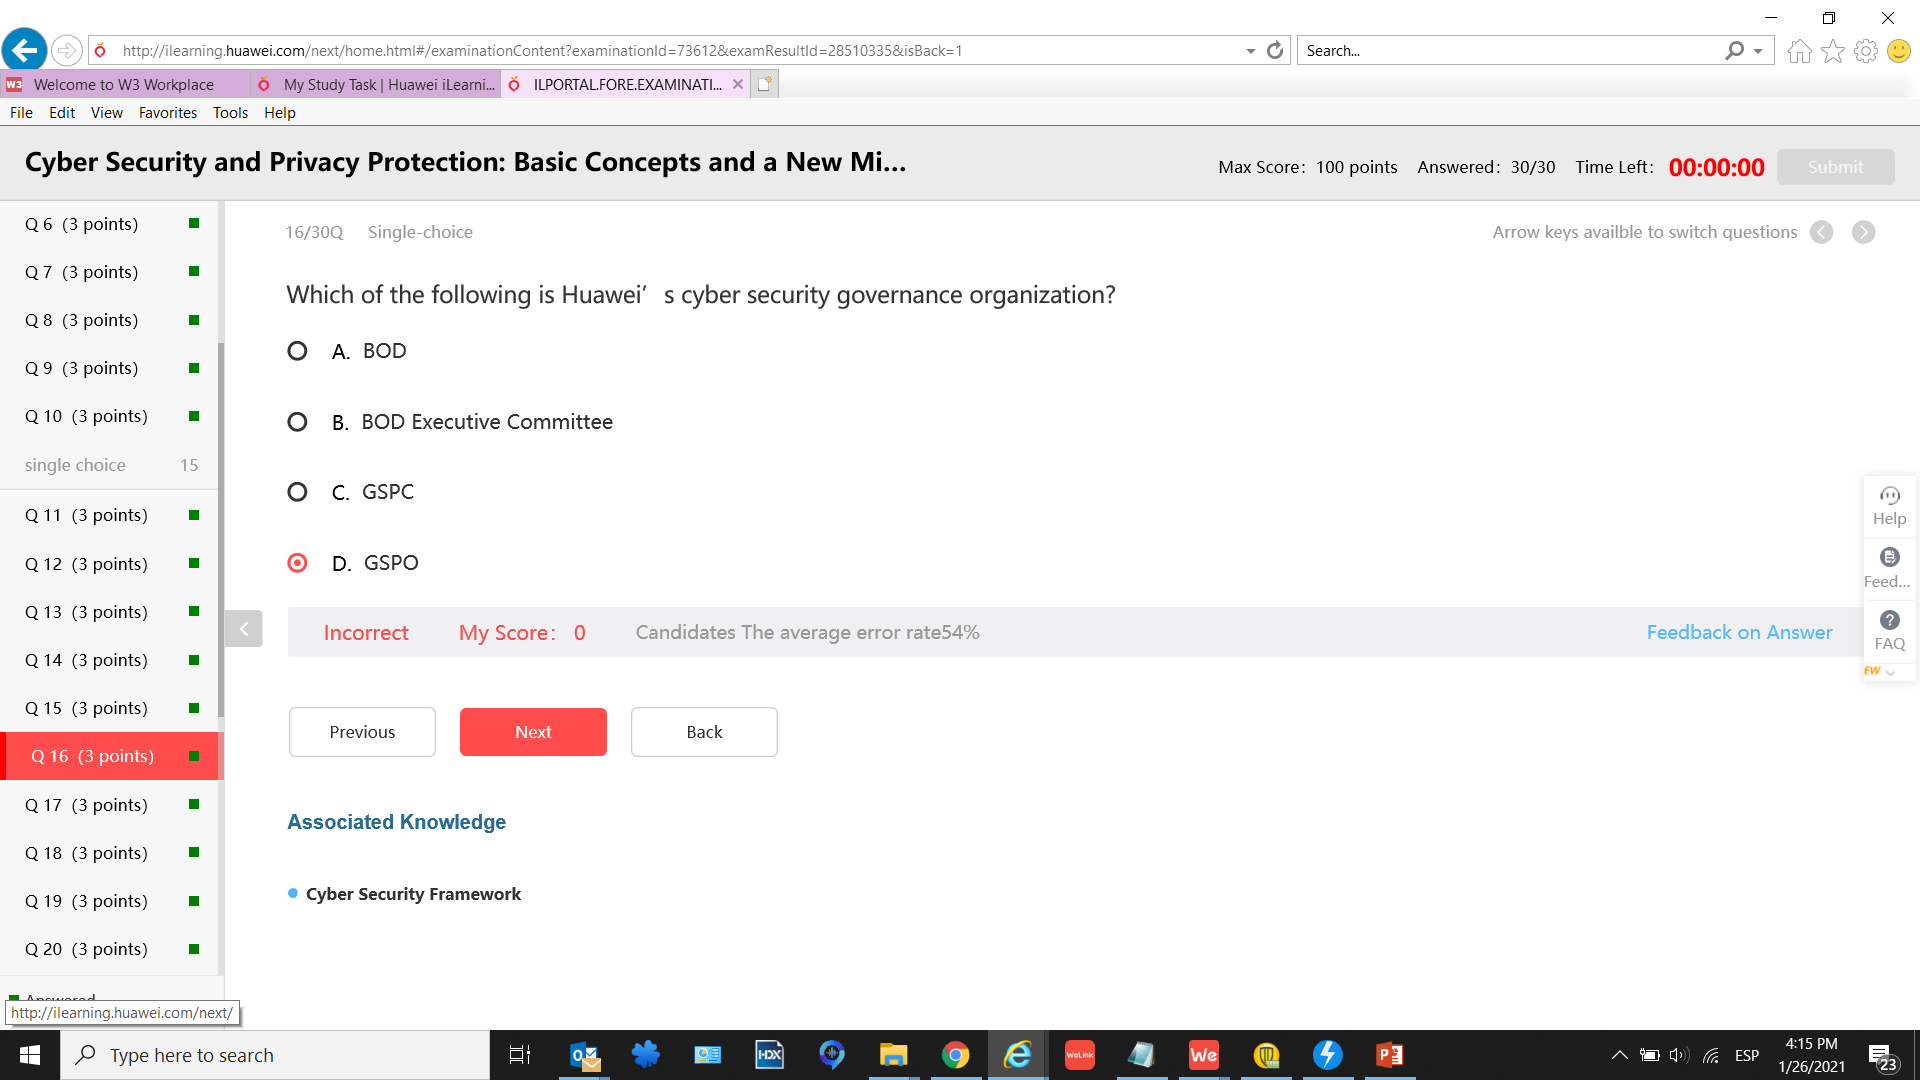 http://ilearning.huawei.com/next/home.html#/examinationContent?examinationId=73612&examResultId=28510335&isBack=1
Search...
W3 Welcome to W3 Workplace
My Study Task | Huawei iLearni...
ILPORTAL.FORE.EXAMINATI...
File Edit View Favorites Tools Help
Cyber Security and Privacy Protection: Basic Concepts and a New Mi...
Max Score: 100 points Answered: 30/30 Time Left: 00:00:00 Submit
Q 6 (3 points)
Q 7 (3 points)
Q 8 (3 points)
Q 9 (3 points)
Q 10 (3 points)
single choice 15
Q 11 (3 points)
Q 12 (3 points)
Q 13 (3 points)
Q 14 (3 points)
Q 15 (3 points)
Q 16 (3 points)
Q 17 (3 points)
Q 18 (3 points)
Q 19 (3 points)
Q 20 (3 points)
Answered
http://ilearning.huawei.com/next/
16/30Q Single-choice
Arrow keys availble to switch questions
Which of the following is Huawei’ s cyber security governance organization?
A. BOD
B. BOD Executive Committee
C. GSPC
D. GSPO
Incorrect My Score: 0 Candidates The average error rate54% Feedback on Answer
Previous Next Back
Associated Knowledge
Cyber Security Framework
Help
Feed...
FAQ
EW
Type here to search
HDX
WeLink
We
ESP
4:15 PM
1/26/2021
23